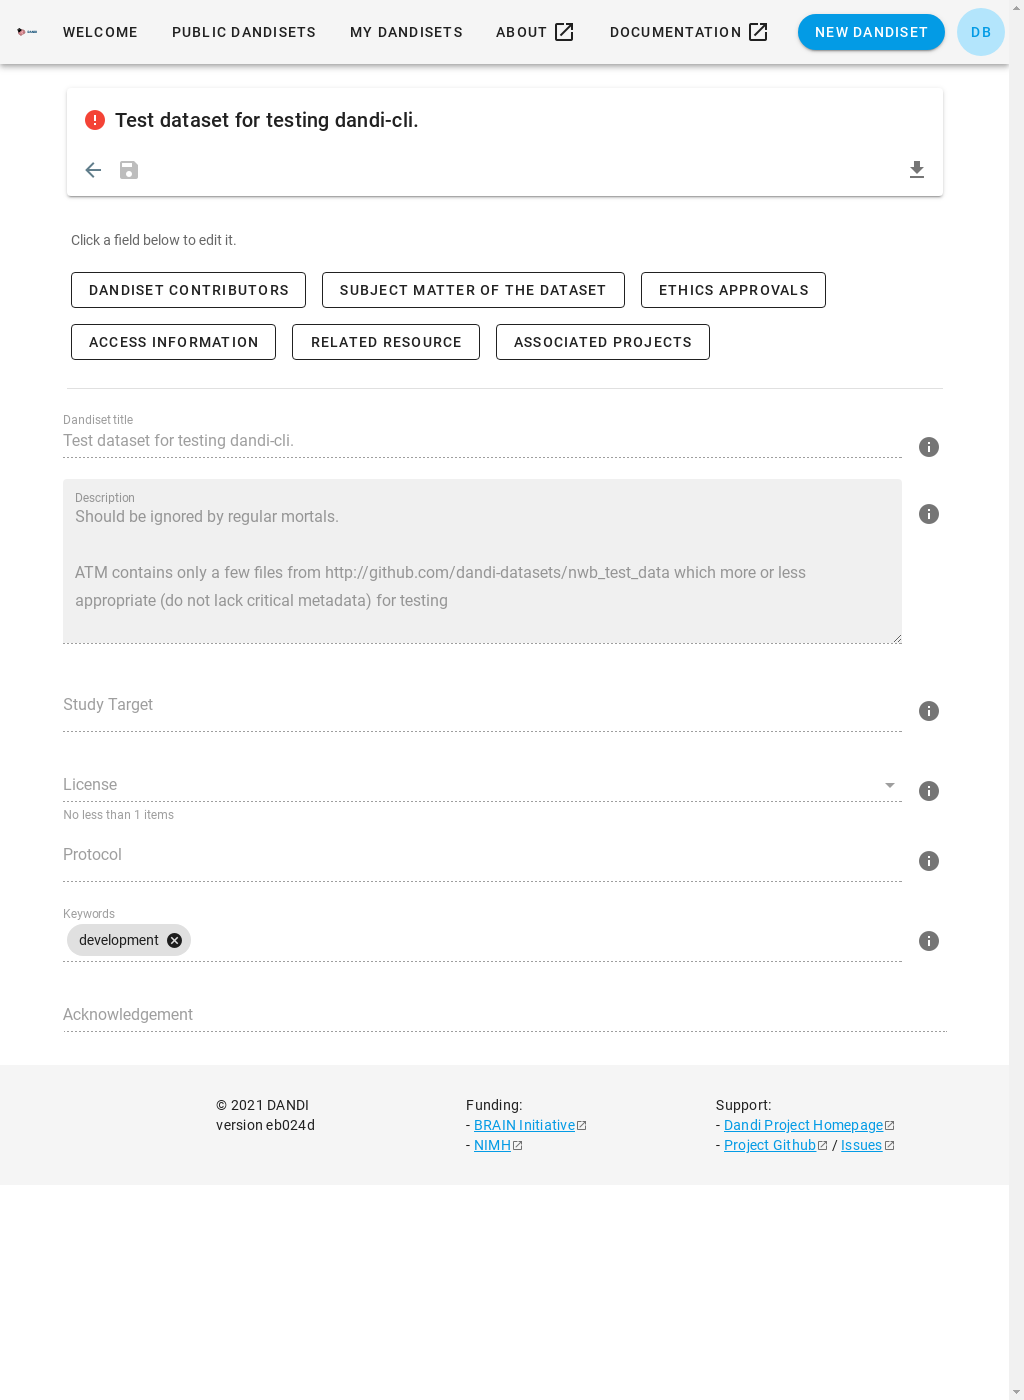 DANDI
WELCOME PUBLIC DANDISETS MY DANDISETS ABOUT DOCUMENTATION NEW DANDISET DB
Test dataset for testing dandi-cli.
Click a field below to edit it.
DANDISET CONTRIBUTORS SUBJECT MATTER OF THE DATASET ETHICS APPROVALS
ACCESS INFORMATION RELATED RESOURCE ASSOCIATED PROJECTS
Dandiset title
Test dataset for testing dandi-cli.
Description
Should be ignored by regular mortals.
ATM contains only a few files from http://github.com/dandi-datasets/nwb_test_data which more or less
appropriate (do not lack critical metadata) for testing
Study Target
License
No less than 1 items
Protocol
Keywords
development
Acknowledgement
© 2021 DANDI
version eb024d
Funding:
- BRAIN Initiative
- NIMH
Support:
- Dandi Project Homepage
- Project Github / Issues